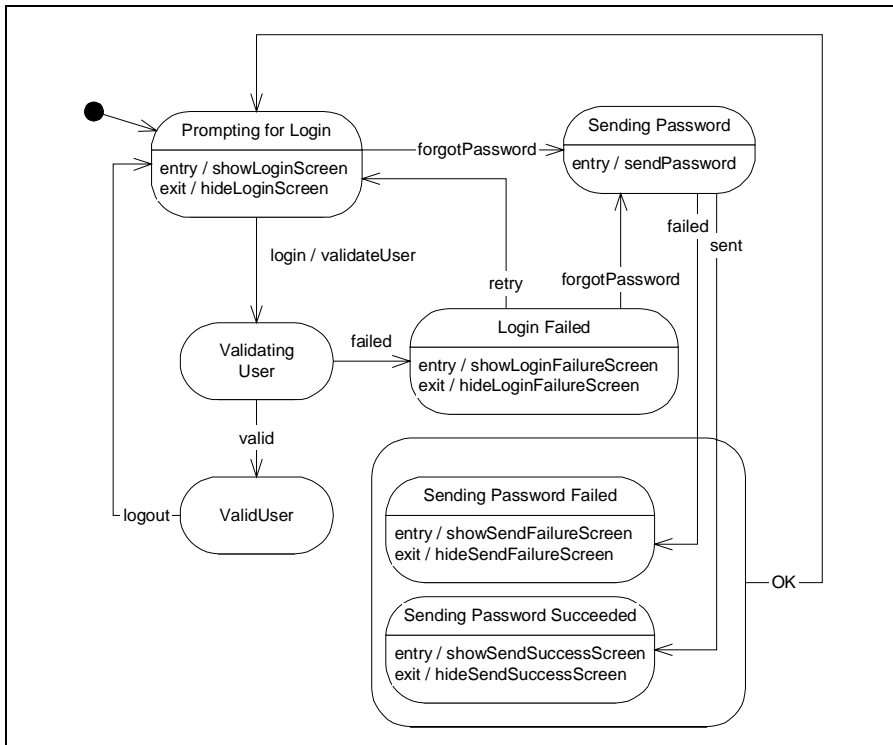 Prompting for Login
entry / showLoginScreen
exit / hideLoginScreen
forgotPassword
Sending Password
entry / sendPassword
failed
sent
login / validateUser
retry
forgotPassword
Validating
User
failed
Login Failed
entry / showLoginFailureScreen
exit / hideLoginFailureScreen
valid
ValidUser
logout
Sending Password Failed
entry / showSendFailureScreen
exit / hideSendFailureScreen
OK
Sending Password Succeeded
entry / showSendSuccessScreen
exit / hideSendSuccessScreen